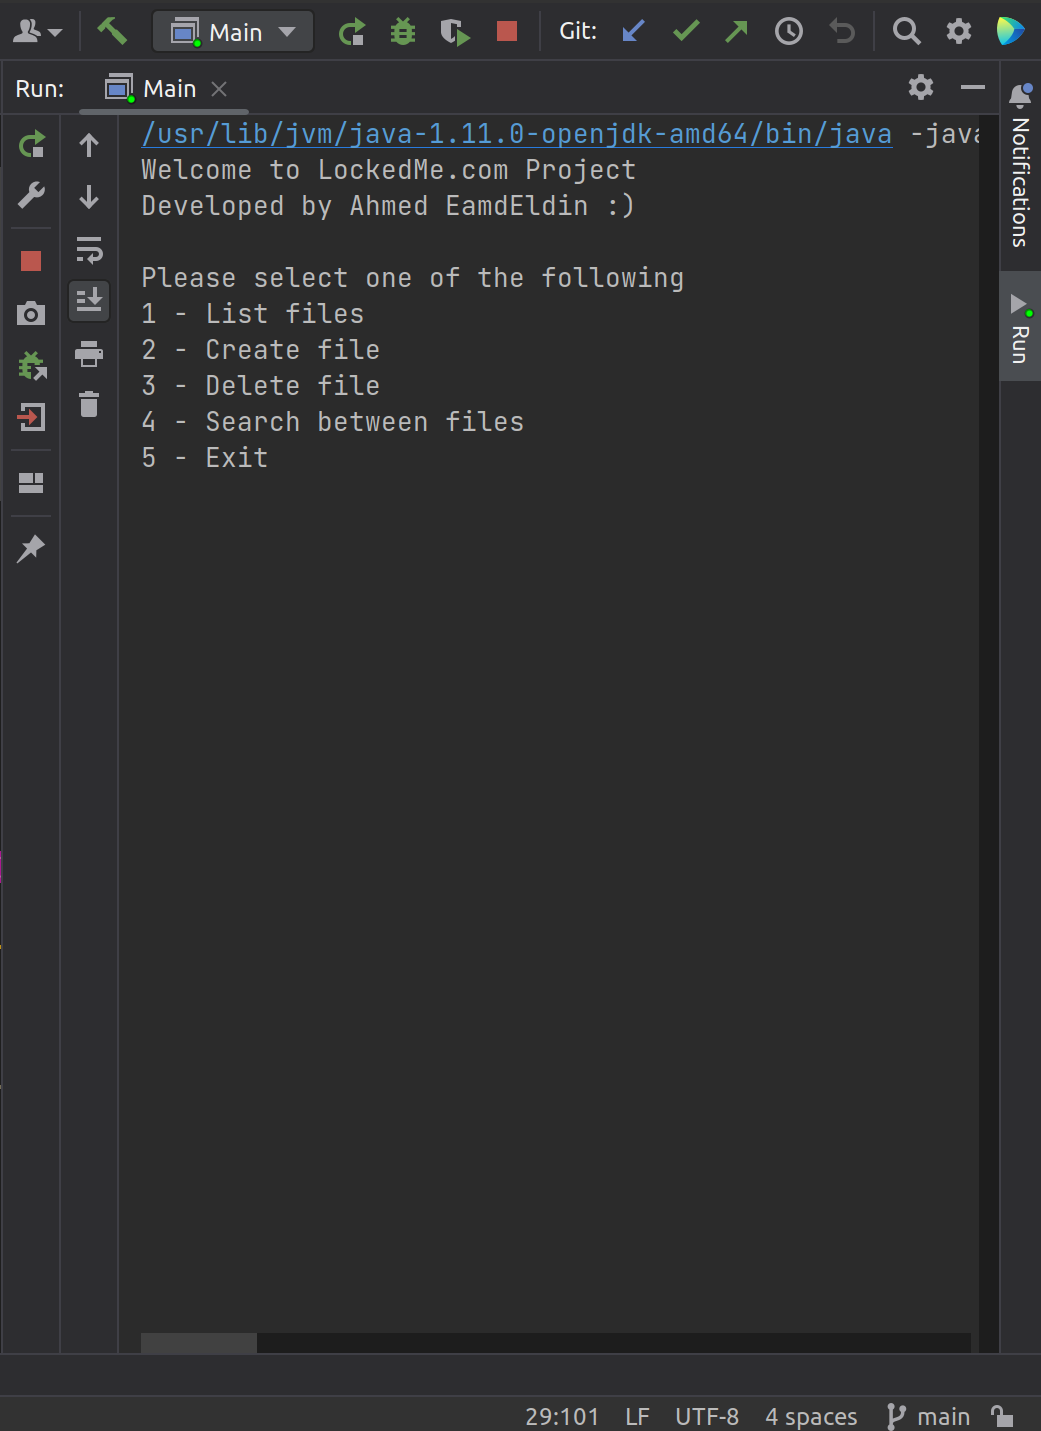 Main
Git:
Run:
Main
/usr/lib/jvm/java-1.11.0-openjdk-amd64/bin/java -java
Welcome to LockedMe.com Project
Developed by Ahmed EamdEldin :)
Please select one of the following
1 - List files
2 - Create file
3 - Delete file
4 - Search between files
5 - Exit
Notifications
Run
29:101 LF UTF-8 4 spaces main